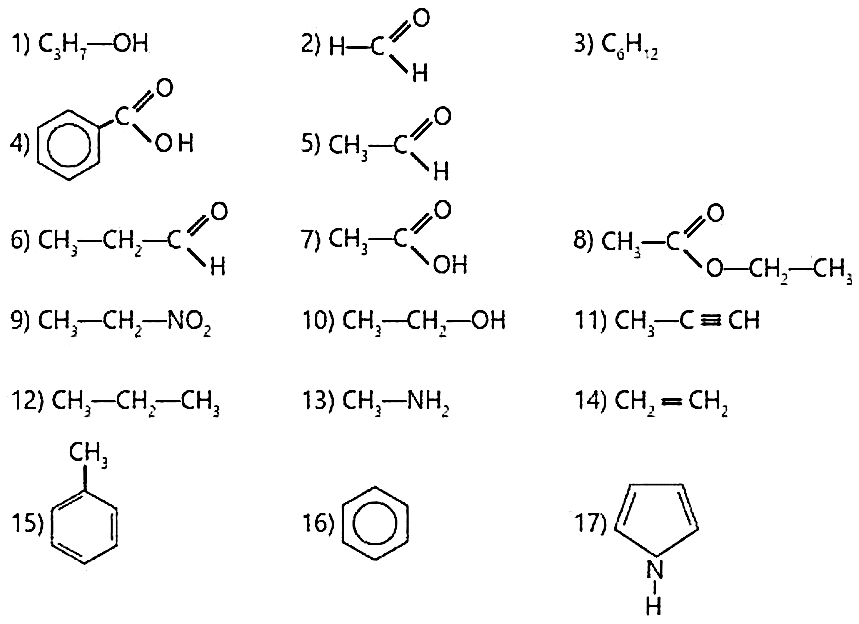 1) C₃H₇—OH 2) H—C(=O)H 3) C₆H₁₂
4) C(=O)OH 5) CH₃—C(=O)H
6) CH₃—CH₂—C(=O)H 7) CH₃—C(=O)OH 8) CH₃—C(=O)O—CH₂—CH₃
9) CH₃—CH₂—NO₂ 10) CH₃—CH₂—OH 11) CH₃—C≡CH
12) CH₃—CH₂—CH₃ 13) CH₃—NH₂ 14) CH₂=CH₂
CH₃
15) 16) 17)
N
H